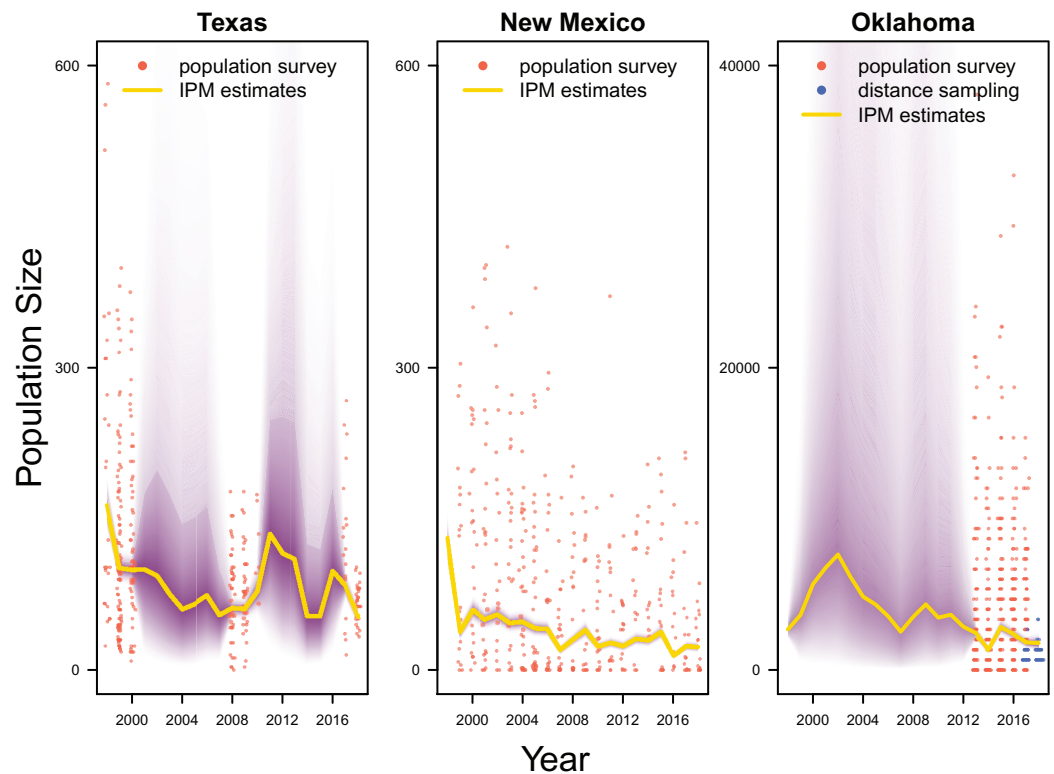 Texas
New Mexico
Oklahoma
600
population survey
IPM estimates
300
0
2000 2004 2008 2012 2016
600
population survey
IPM estimates
300
0
2000 2004 2008 2012 2016
40000
population survey
distance sampling
IPM estimates
20000
0
2000 2004 2008 2012 2016
Population Size
Year